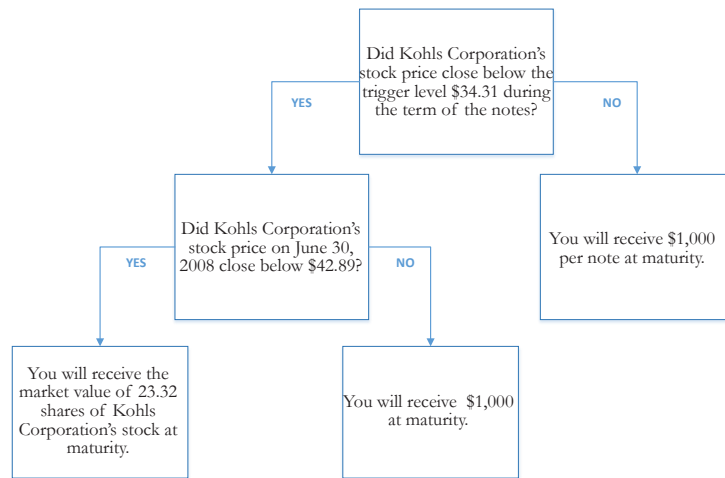 Did Kohls Corporation's
stock price close below the
trigger level $34.31 during
the term of the notes?
YES
NO
Did Kohls Corporation's
stock price on June 30,
2008 close below $42.89?
You will receive $1,000
per note at maturity.
YES
NO
You will receive the
market value of 23.32
shares of Kohls
Corporation's stock at
maturity.
You will receive $1,000
at maturity.